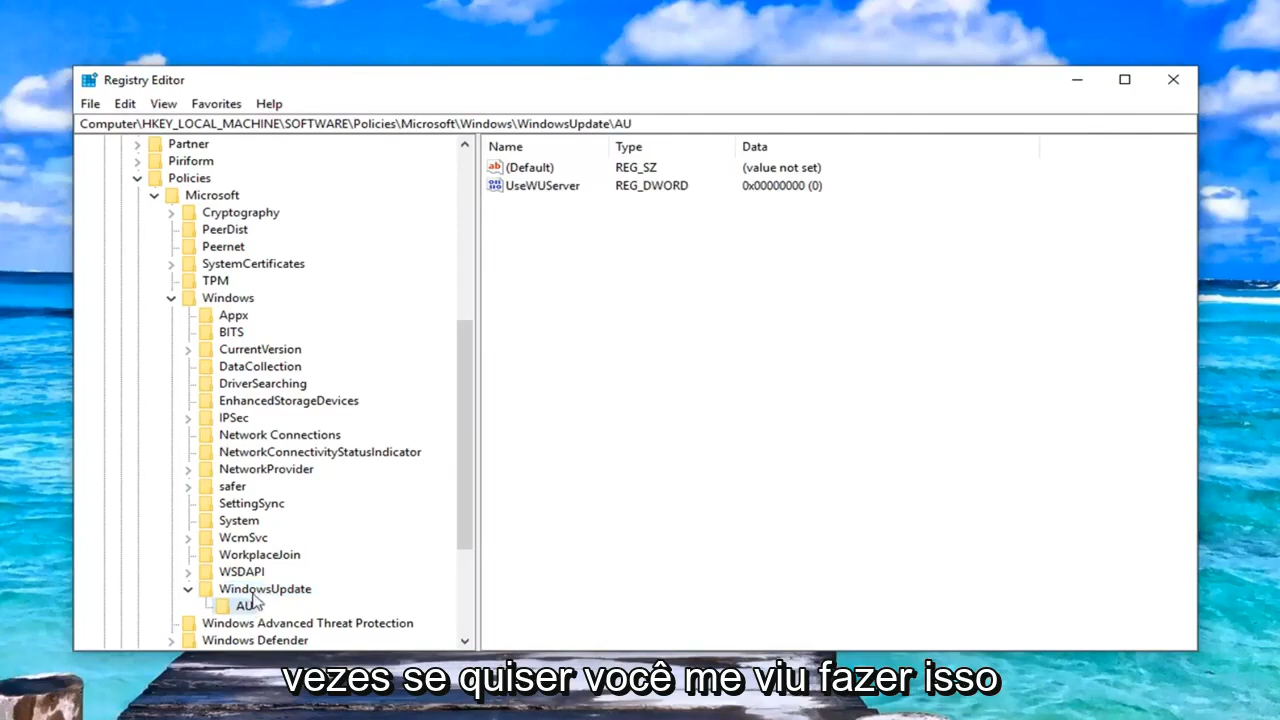 Registry Editor
File Edit View Favorites Help
Computer\HKEY_LOCAL_MACHINE\SOFTWARE\Policies\Microsoft\Windows\WindowsUpdate\AU
Partner
Piriform
Policies
Microsoft
Cryptography
PeerDist
Peernet
SystemCertificates
TPM
Windows
Appx
BITS
CurrentVersion
DataCollection
DriverSearching
EnhancedStorageDevices
IPSec
Network Connections
NetworkConnectivityStatusIndicator
NetworkProvider
safer
SettingSync
System
WcmSvc
WorkplaceJoin
WSDAPI
WindowsUpdate
AU
Windows Advanced Threat Protection
Windows Defender
Name Type Data
(Default) REG_SZ (value not set)
UseWUServer REG_DWORD 0x00000000 (0)
vezes se quiser você me viu fazer isso